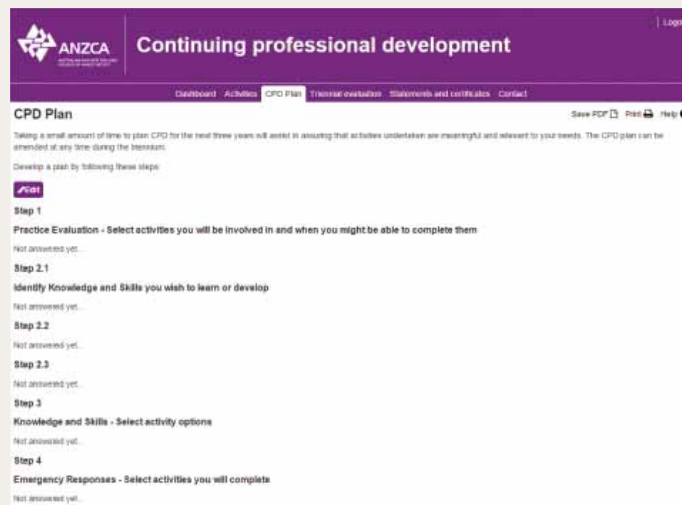 ANZCA
Continuing professional development
Logo
Dashboard Activities CPD Plan Triennial evaluation Statements and certificates Contact
CPD Plan
Save PDF Print Help
Taking a small amount of time to plan CPD for the next three years will assist in assuring that activities undertaken are meaningful and relevant to your needs. The CPD plan can be
amended at any time during the triennium.
Develop a plan by following these steps:
Edit
Step 1
Practice Evaluation - Select activities you will be involved in and when you might be able to complete them
Not answered yet...
Step 2.1
Identify Knowledge and Skills you wish to learn or develop
Not answered yet...
Step 2.2
Not answered yet...
Step 2.3
Not answered yet...
Step 3
Knowledge and Skills - Select activity options
Not answered yet...
Step 4
Emergency Responses - Select activities you will complete
Not answered yet...